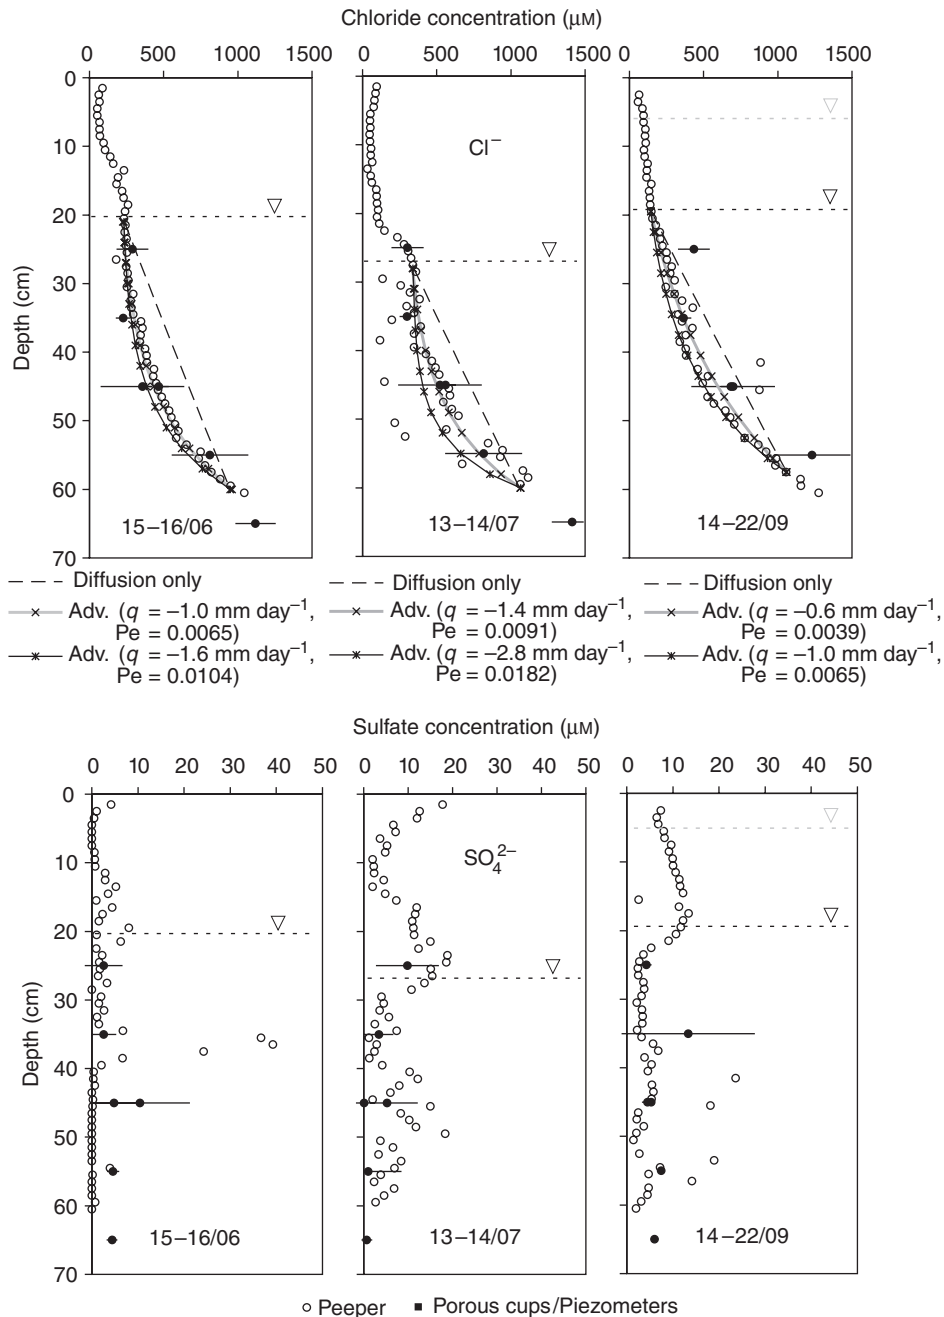 Chloride concentration (µM)
0 500 1000 1500 0 500 1000 1500 0 500 1000 1500
0
10
20
30
40
50
60
70
Depth (cm)
Cl⁻
15–16/06 13–14/07 14–22/09
Diffusion only Diffusion only Diffusion only
Adv. (q = –1.0 mm day⁻¹, Adv. (q = –1.4 mm day⁻¹, Adv. (q = –0.6 mm day⁻¹,
Pe = 0.0065) Pe = 0.0091) Pe = 0.0039)
Adv. (q = –1.6 mm day⁻¹, Adv. (q = -2.8 mm day⁻¹, Adv. (q = –1.0 mm day⁻¹,
Pe = 0.0104) Pe = 0.0182) Pe = 0.0065)
Sulfate concentration (µM)
0 10 20 30 40 50 0 10 20 30 40 50 0 10 20 30 40 50
0
10
20
30
40
50
60
70
Depth (cm)
SO₄²⁻
15–16/06 13–14/07 14–22/09
Peeper Porous cups/Piezometers